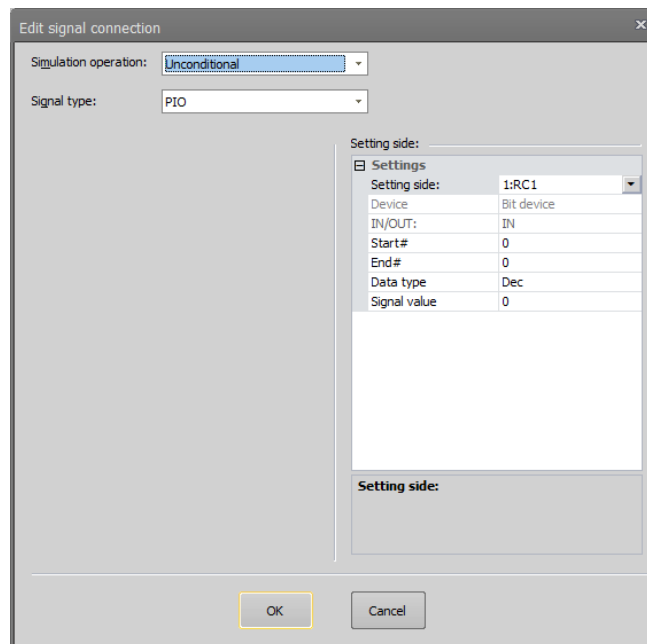 Edit signal connection
Simulation operation: Unconditional
Signal type: PIO
Setting side:
Settings
Setting side: 1:RC1
Device Bit device
IN/OUT: IN
Start# 0
End# 0
Data type Dec
Signal value 0
Setting side:
OK Cancel